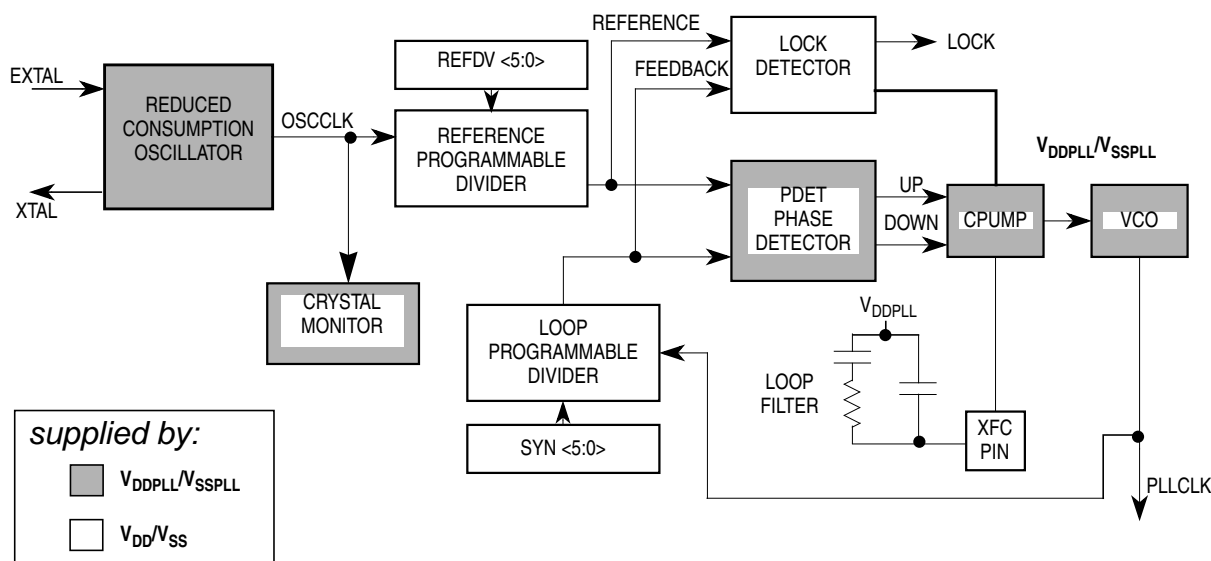 EXTAL
XTAL
REDUCED
CONSUMPTION
OSCILLATOR
OSCCLK
CRYSTAL
MONITOR
REFDV <5:0>
REFERENCE
PROGRAMMABLE
DIVIDER
REFERENCE
FEEDBACK
LOCK
DETECTOR
LOCK
PDET
PHASE
DETECTOR
UP
DOWN
CPUMP
VDDPLL/VSSPLL
VCO
LOOP
PROGRAMMABLE
DIVIDER
SYN <5:0>
VDDPLL
LOOP
FILTER
XFC
PIN
PLLCLK
supplied by:
VDDPLL/VSSPLL
VDD/VSS